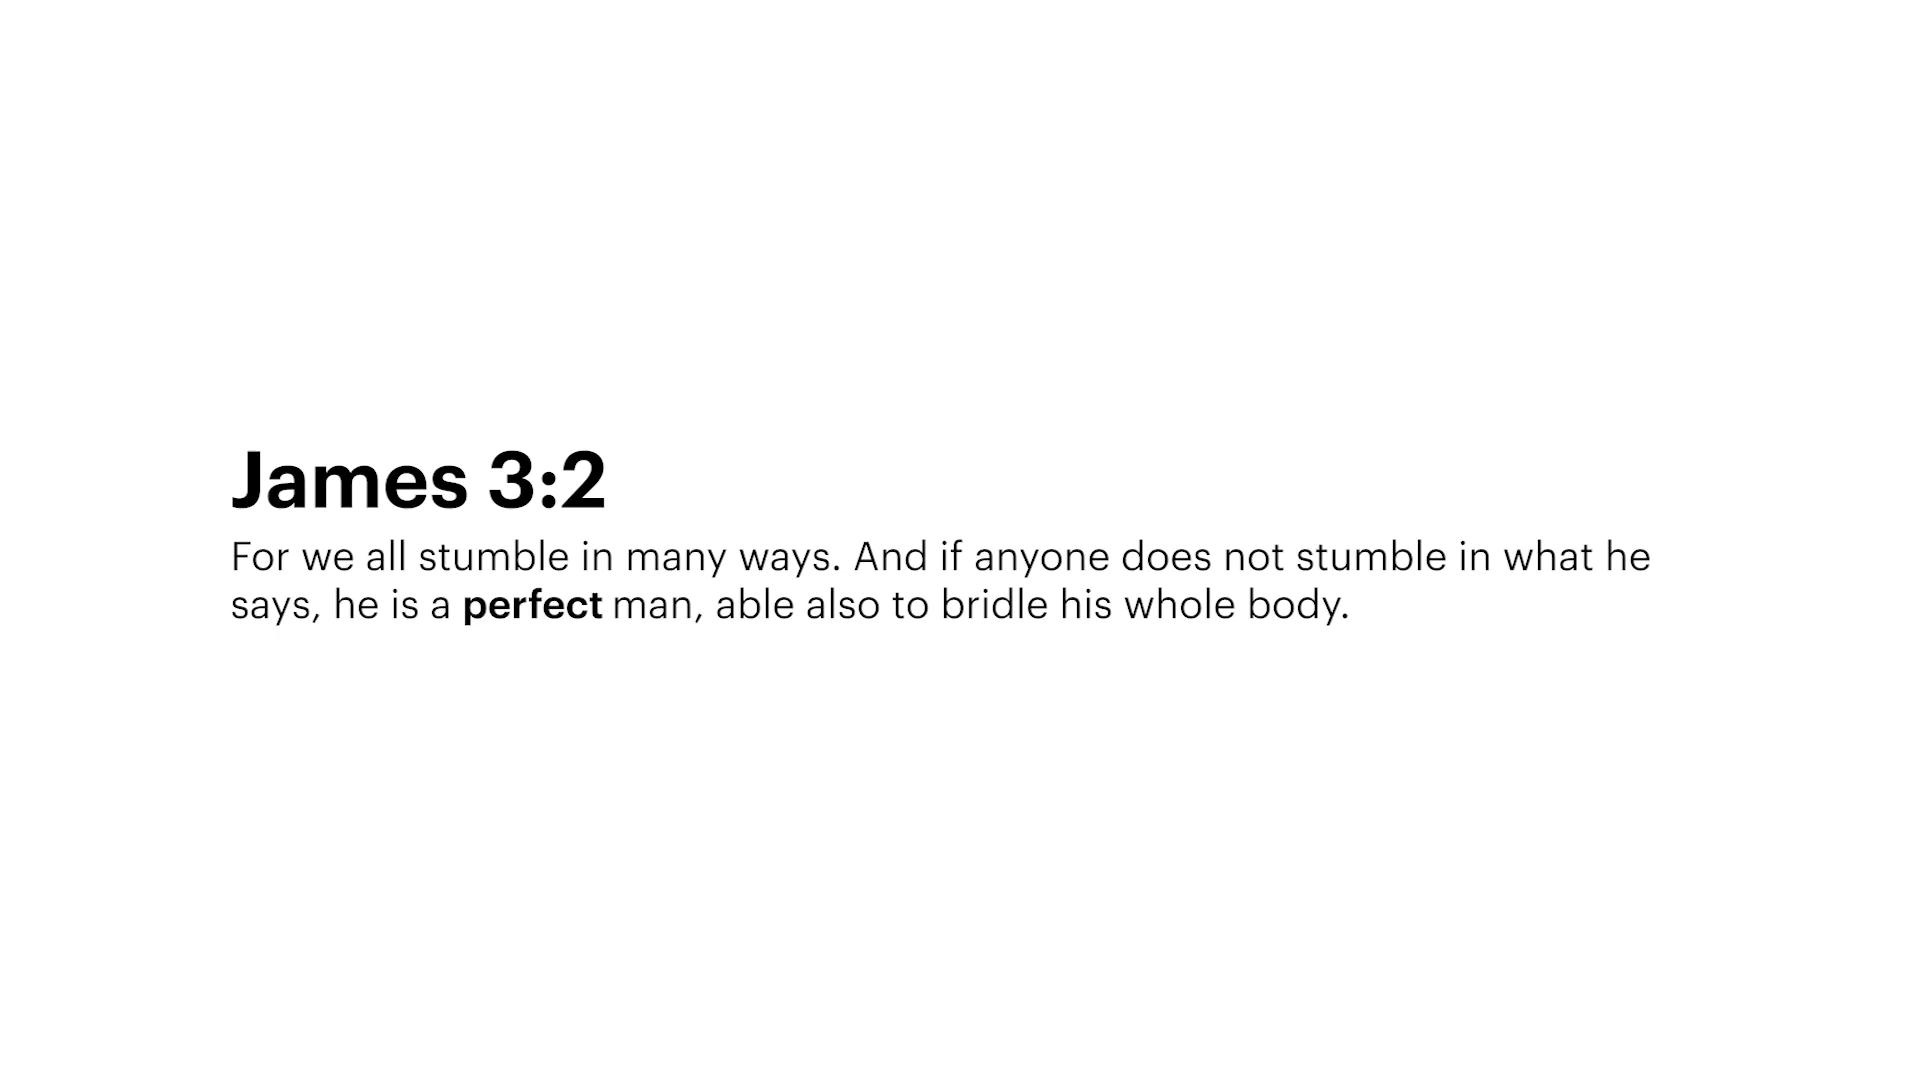 James 3:2
For we all stumble in many ways. And if anyone does not stumble in what he
says, he is a perfect man, able also to bridle his whole body.